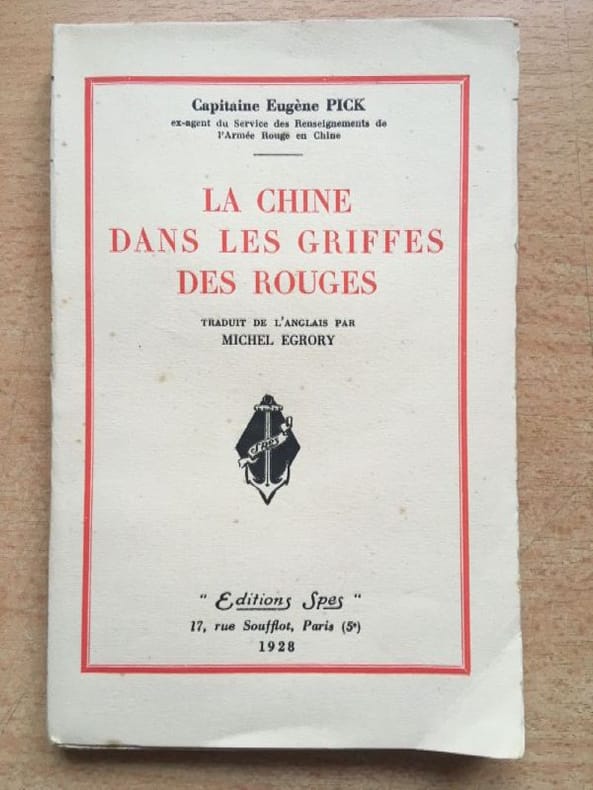 Capitaine Eugène PICK
ex-agent du Service des Renseignements de
l'Armée Rouge en Chine
LA CHINE
DANS LES GRIFFES
DES ROUGES
TRADUIT DE L'ANGLAIS PAR
MICHEL EGRORY
SPES
" Editions Spes "
17, rue Soufflot, Paris (5e)
1928